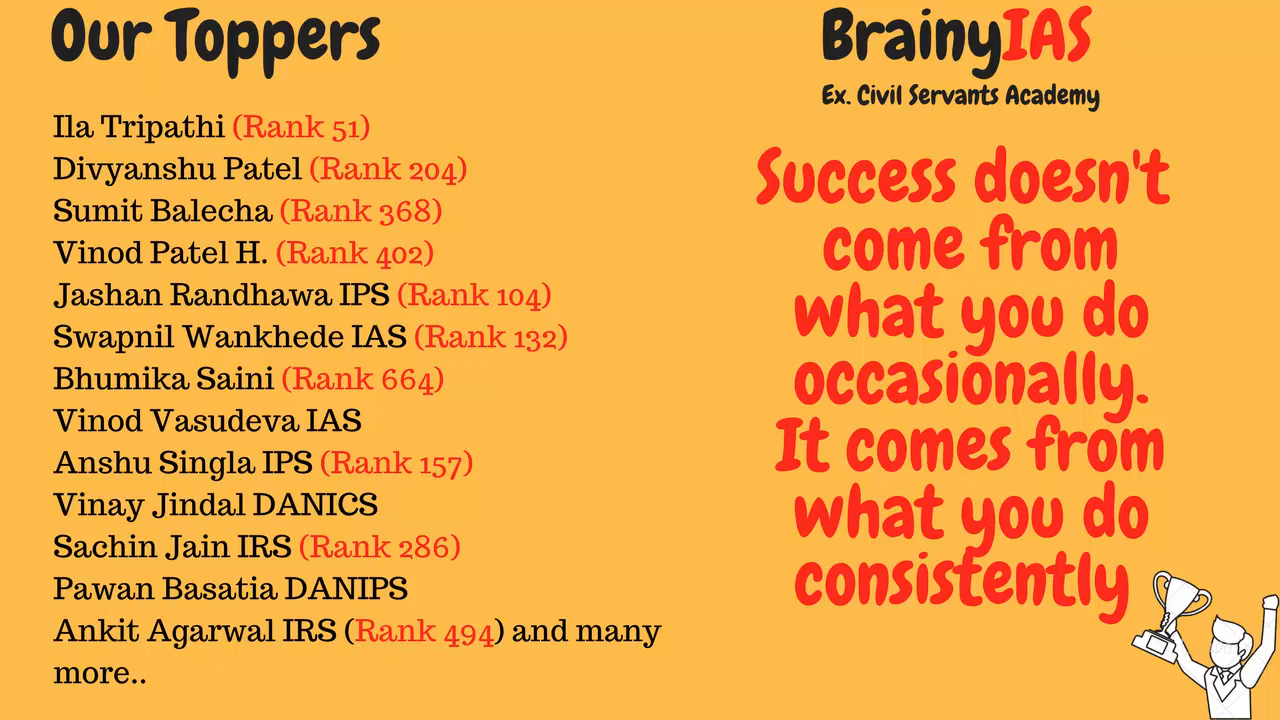 Our Toppers
Ila Tripathi (Rank 51)
Divyanshu Patel (Rank 204)
Sumit Balecha (Rank 368)
Vinod Patel H. (Rank 402)
Jashan Randhawa IPS (Rank 104)
Swapnil Wankhede IAS (Rank 132)
Bhumika Saini (Rank 664)
Vinod Vasudeva IAS
Anshu Singla IPS (Rank 157)
Vinay Jindal DANICS
Sachin Jain IRS (Rank 286)
Pawan Basatia DANIPS
Ankit Agarwal IRS (Rank 494) and many
more..
BrainyIAS
Ex. Civil Servants Academy
Success doesn't
come from
what you do
occasionally.
It comes from
what you do
consistently